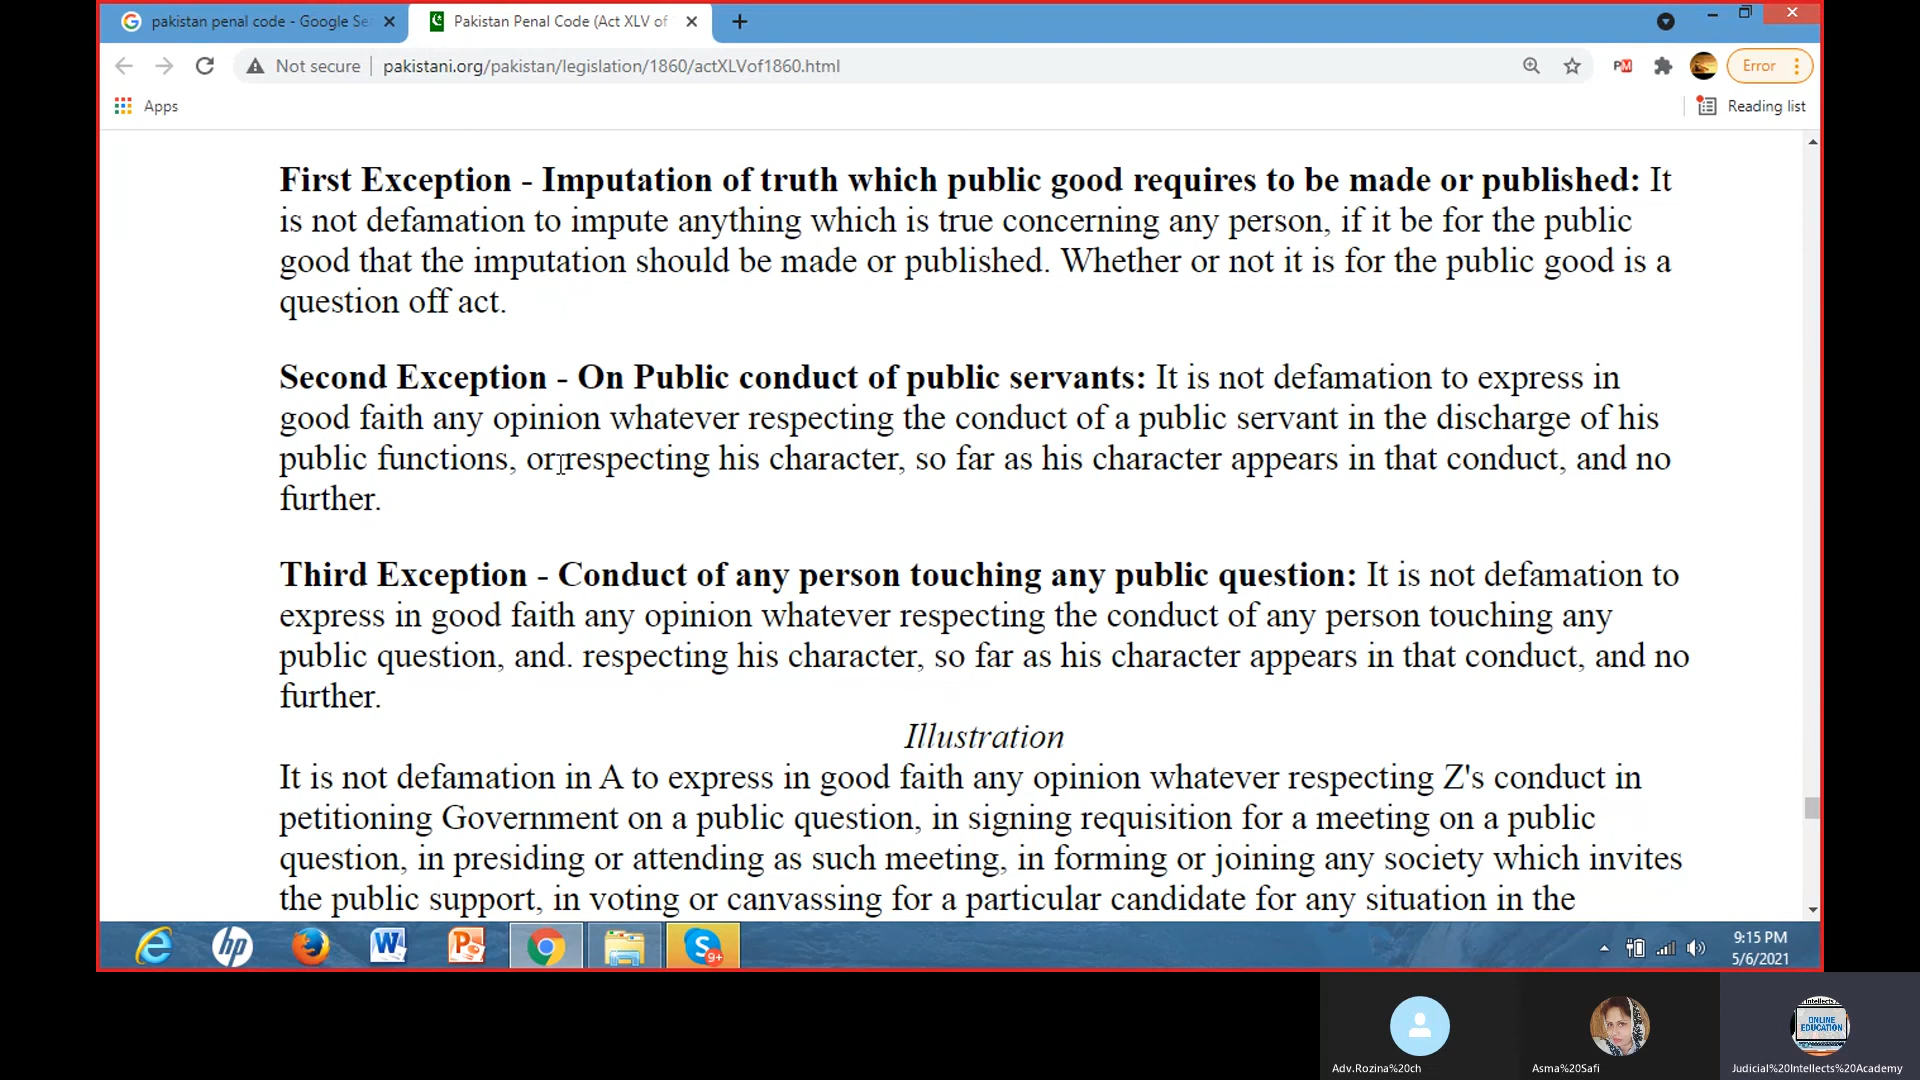 pakistan penal code - Google Se
Pakistan Penal Code (Act XLV of
Not secure
pakistani.org/pakistan/legislation/1860/actXLVof1860.html
Error
Apps
Reading list
First Exception - Imputation of truth which public good requires to be made or published: It
is not defamation to impute anything which is true concerning any person, if it be for the public
good that the imputation should be made or published. Whether or not it is for the public good is a
question off act.
Second Exception - On Public conduct of public servants: It is not defamation to express in
good faith any opinion whatever respecting the conduct of a public servant in the discharge of his
public functions, or respecting his character, so far as his character appears in that conduct, and no
further.
Third Exception - Conduct of any person touching any public question: It is not defamation to
express in good faith any opinion whatever respecting the conduct of any person touching any
public question, and. respecting his character, so far as his character appears in that conduct, and no
further.
Illustration
It is not defamation in A to express in good faith any opinion whatever respecting Z's conduct in
petitioning Government on a public question, in signing requisition for a meeting on a public
question, in presiding or attending as such meeting, in forming or joining any society which invites
the public support, in voting or canvassing for a particular candidate for any situation in the
9+
9:15 PM
5/6/2021
ONLINE
EDUCATION
Adv.Rozina%20ch
Asma%20Safi
Judicial%20Intellects%20Academy